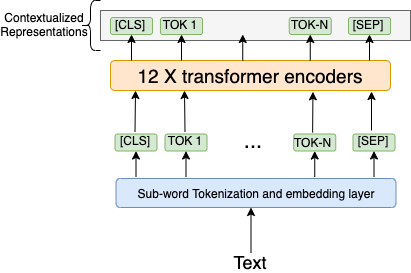 Contextualized
Representations
[CLS] TOK 1 TOK-N [SEP]
12 X transformer encoders
[CLS] TOK 1 ... TOK-N [SEP]
Sub-word Tokenization and embedding layer
Text